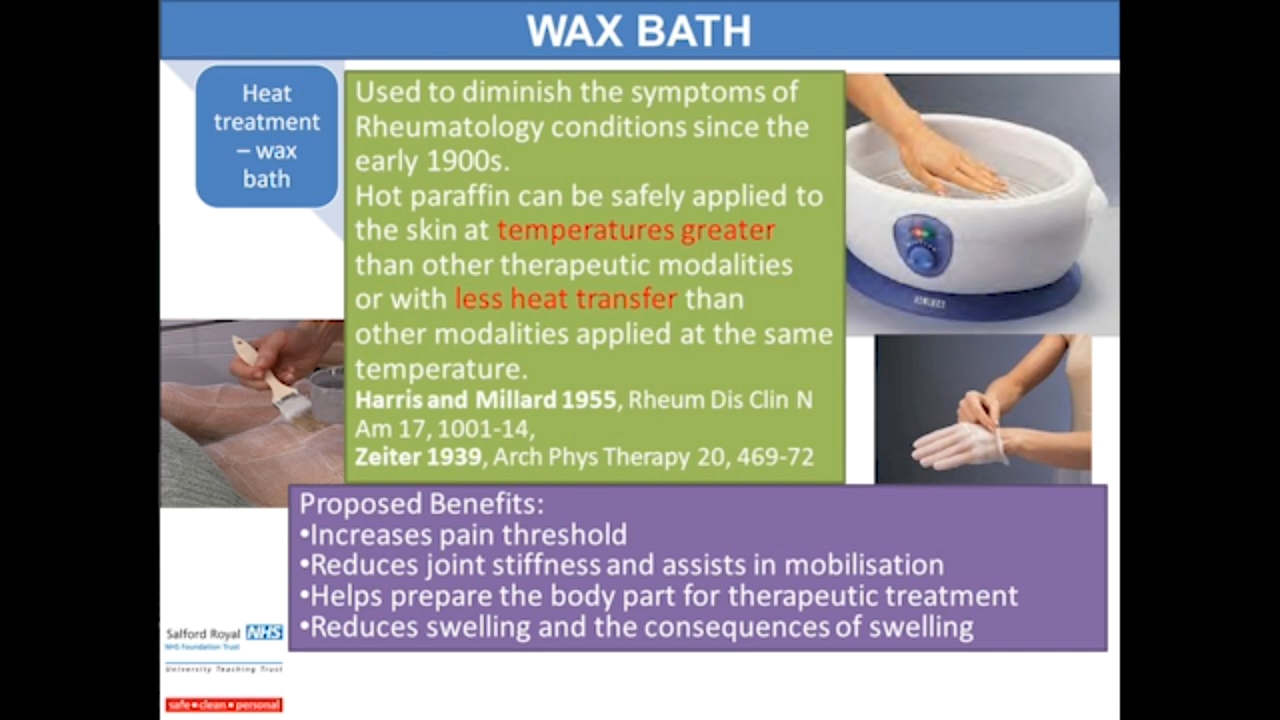 WAX BATH
Heat
treatment
– wax
bath
Used to diminish the symptoms of
Rheumatology conditions since the
early 1900s.
Hot paraffin can be safely applied to
the skin at temperatures greater
than other therapeutic modalities
or with less heat transfer than
other modalities applied at the same
temperature.
Harris and Millard 1955, Rheum Dis Clin N
Am 17, 1001-14,
Zeiter 1939, Arch Phys Therapy 20, 469-72
Proposed Benefits:
•Increases pain threshold
•Reduces joint stiffness and assists in mobilisation
•Helps prepare the body part for therapeutic treatment
•Reduces swelling and the consequences of swelling
Salford Royal NHS
NHS Foundation Trust
University Teaching Trust
safe•clean•personal